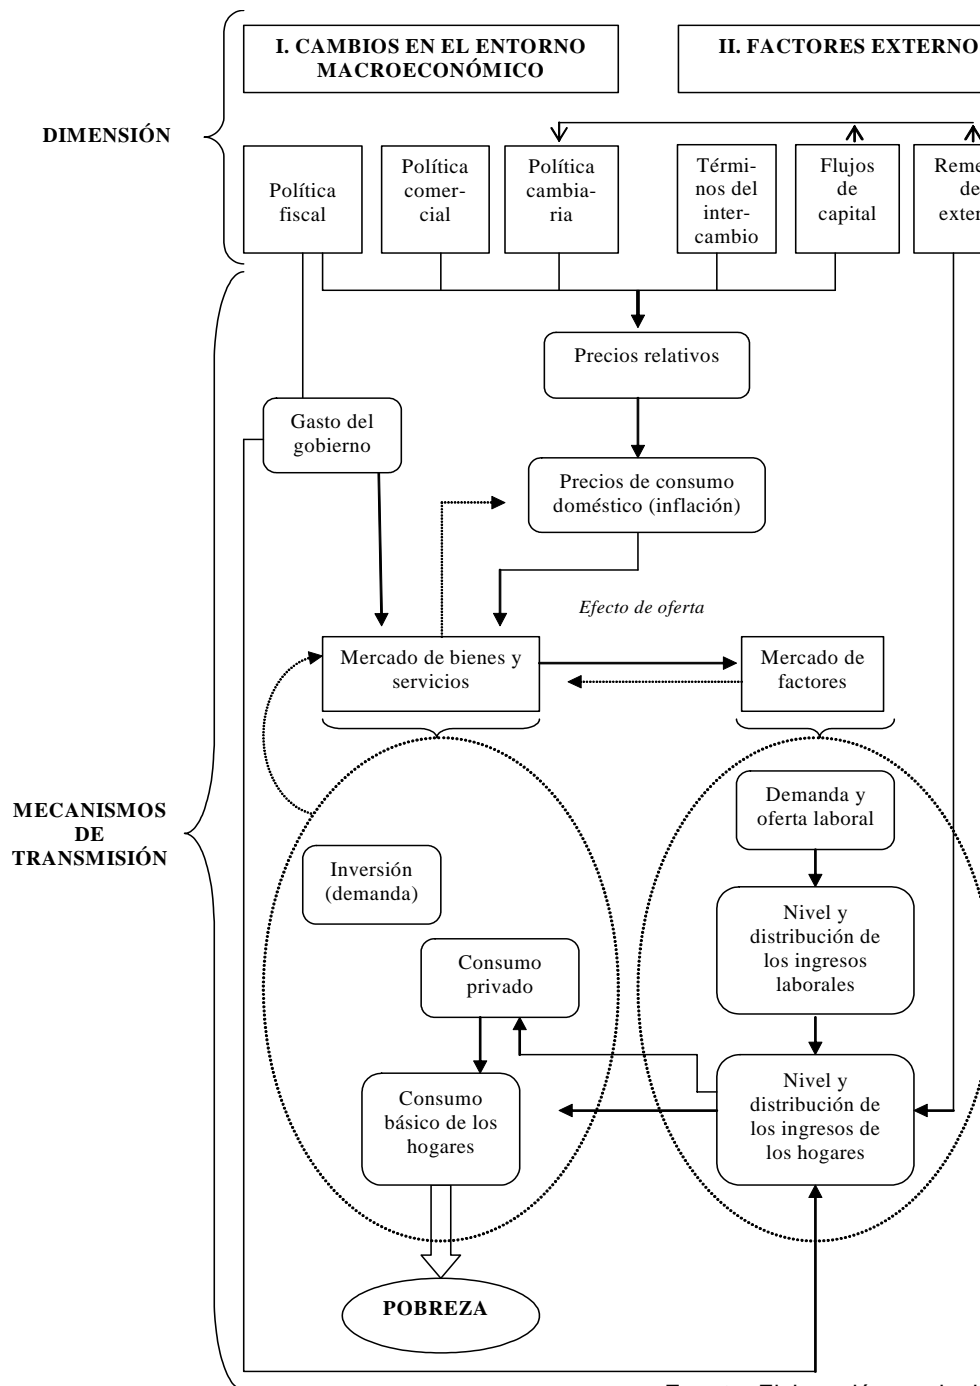 I. CAMBIOS EN EL ENTORNO
MACROECONÓMICO
II. FACTORES EXTERNO
DIMENSIÓN
Política
fiscal
Política
comer-
cial
Política
cambia-
ria
Térmi-
nos del
inter-
cambio
Flujos
de
capital
Reme
de
exter
Precios relativos
Gasto del
gobierno
Precios de consumo
doméstico (inflación)
Efecto de oferta
Mercado de bienes y
servicios
Mercado de
factores
MECANISMOS
DE
TRANSMISIÓN
Demanda y
oferta laboral
Inversión
(demanda)
Nivel y
distribución de
los ingresos
laborales
Consumo
privado
Nivel y
distribución de
los ingresos de
los hogares
Consumo
básico de los
hogares
POBREZA